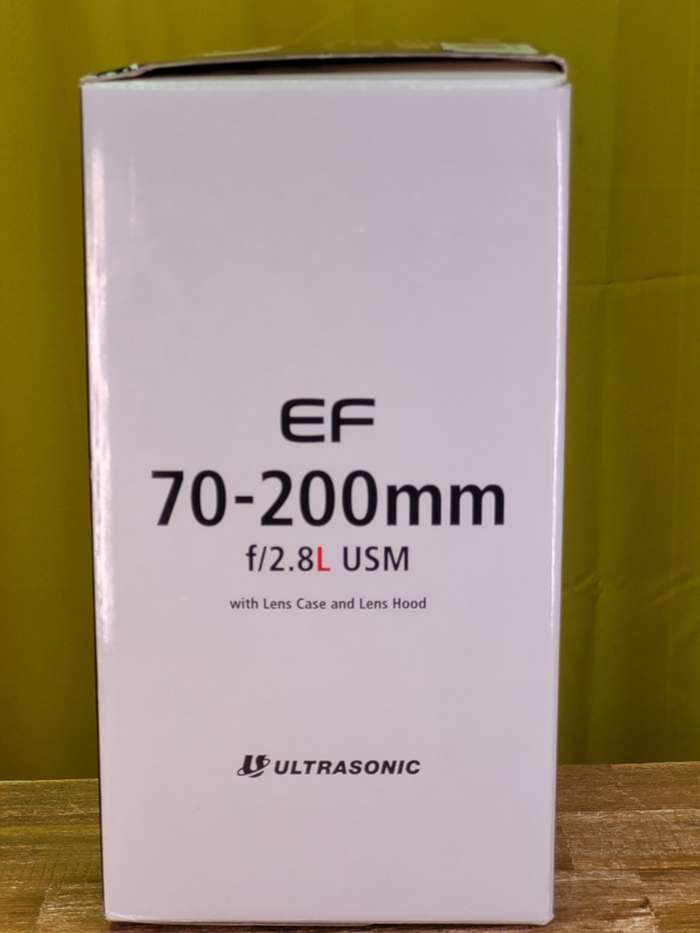 EF
70-200mm
f/2.8L USM
with Lens Case and Lens Hood
ULTRASONIC